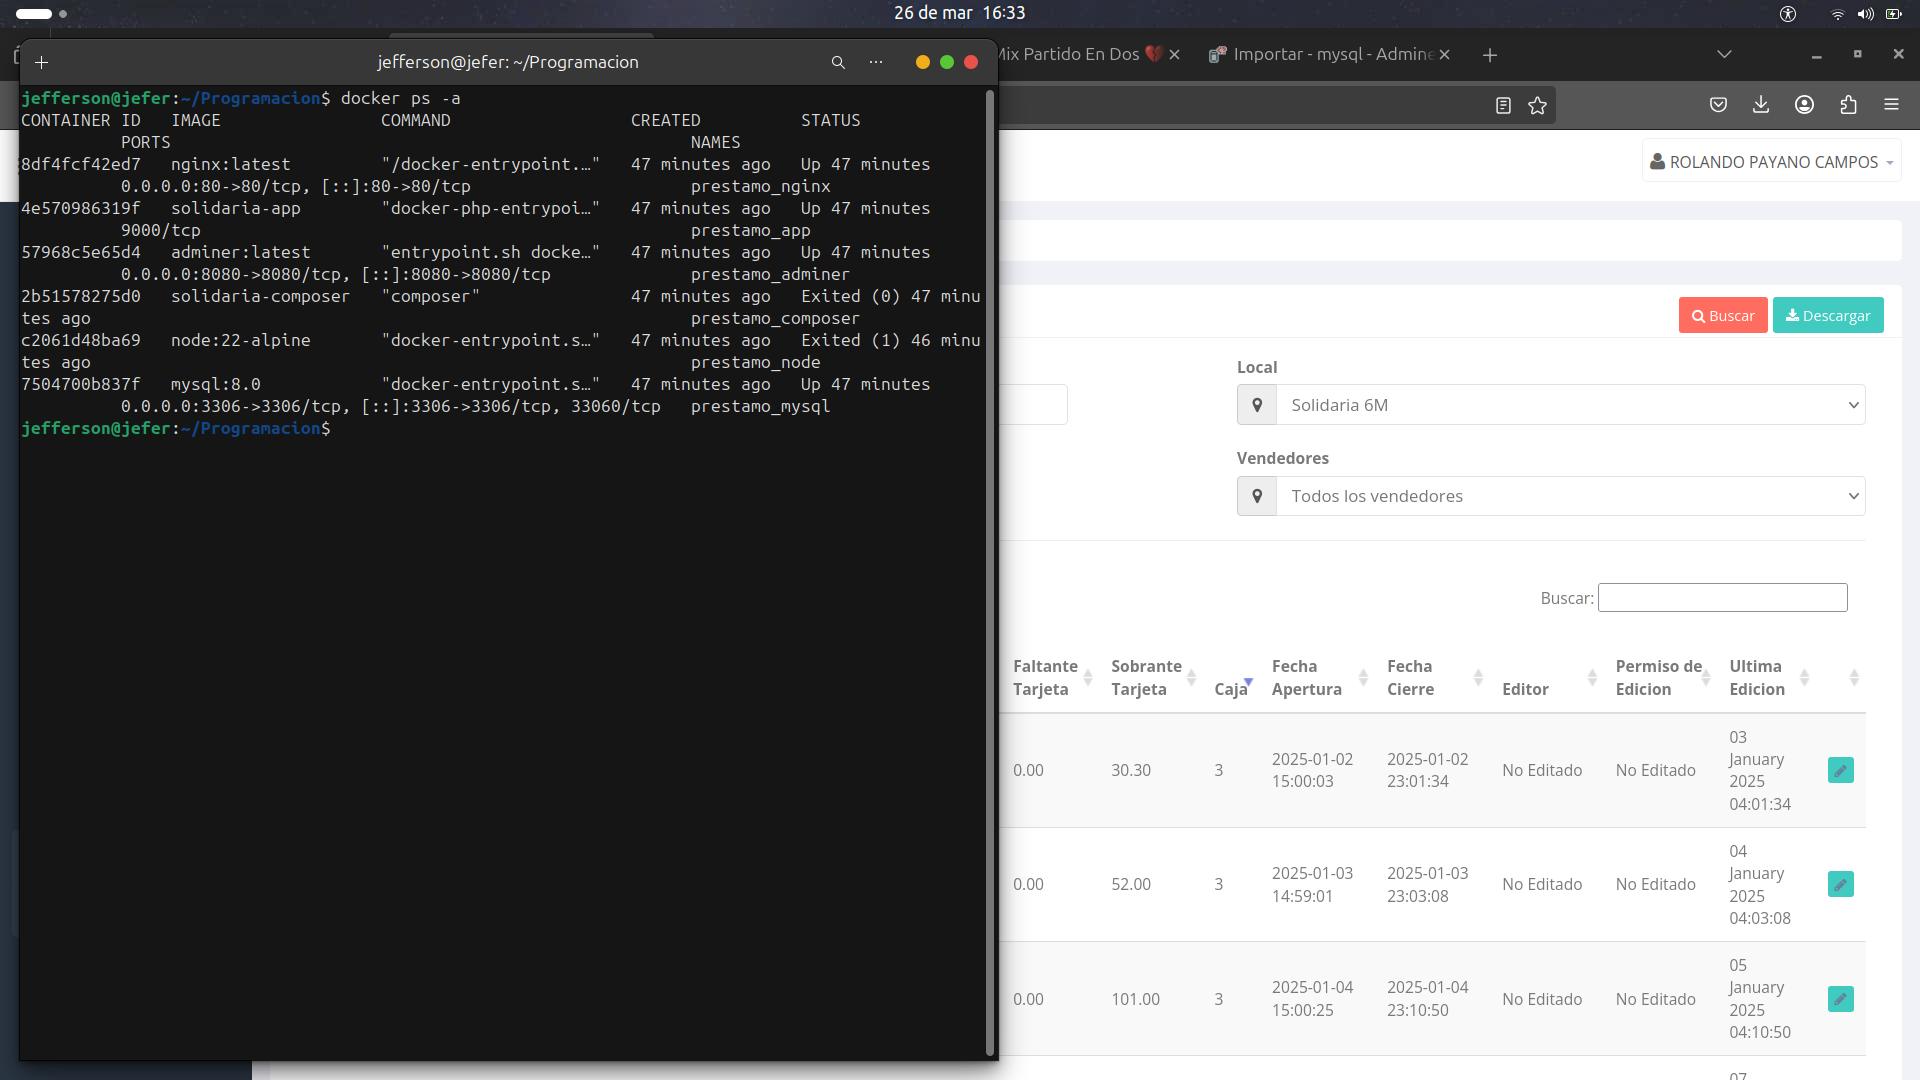 26 de mar 16:33
jefferson@jefer: ~/Programacion
Mix Partido En Dos 💔
Importar - mysql - Admine
jefferson@jefer:~/Programacion$ docker ps -a
CONTAINER ID IMAGE COMMAND CREATED STATUS
PORTS NAMES
8df4fcf42ed7 nginx:latest "/docker-entrypoint.…" 47 minutes ago Up 47 minutes
0.0.0.0:80->80/tcp, [::]:80->80/tcp prestamo_nginx
4e570986319f solidaria-app "docker-php-entrypoi…" 47 minutes ago Up 47 minutes
9000/tcp prestamo_app
57968c5e65d4 adminer:latest "entrypoint.sh docke…" 47 minutes ago Up 47 minutes
0.0.0.0:8080->8080/tcp, [::]:8080->8080/tcp prestamo_adminer
2b51578275d0 solidaria-composer "composer" 47 minutes ago Exited (0) 47 minu
tes ago prestamo_composer
c2061d48ba69 node:22-alpine "docker-entrypoint.s…" 47 minutes ago Exited (1) 46 minu
tes ago prestamo_node
7504700b837f mysql:8.0 "docker-entrypoint.s…" 47 minutes ago Up 47 minutes
0.0.0.0:3306->3306/tcp, [::]:3306->3306/tcp, 33060/tcp prestamo_mysql
jefferson@jefer:~/Programacion$
ROLANDO PAYANO CAMPOS
Buscar
Descargar
Local
Solidaria 6M
Vendedores
Todos los vendedores
Buscar:
Faltante Tarjeta
Sobrante Tarjeta
Caja
Fecha Apertura
Fecha Cierre
Editor
Permiso de Edicion
Ultima Edicion
0.00 30.30 3 2025-01-02 15:00:03 2025-01-02 23:01:34 No Editado No Editado 03 January 2025 04:01:34
0.00 52.00 3 2025-01-03 14:59:01 2025-01-03 23:03:08 No Editado No Editado 04 January 2025 04:03:08
0.00 101.00 3 2025-01-04 15:00:25 2025-01-04 23:10:50 No Editado No Editado 05 January 2025 04:10:50
07